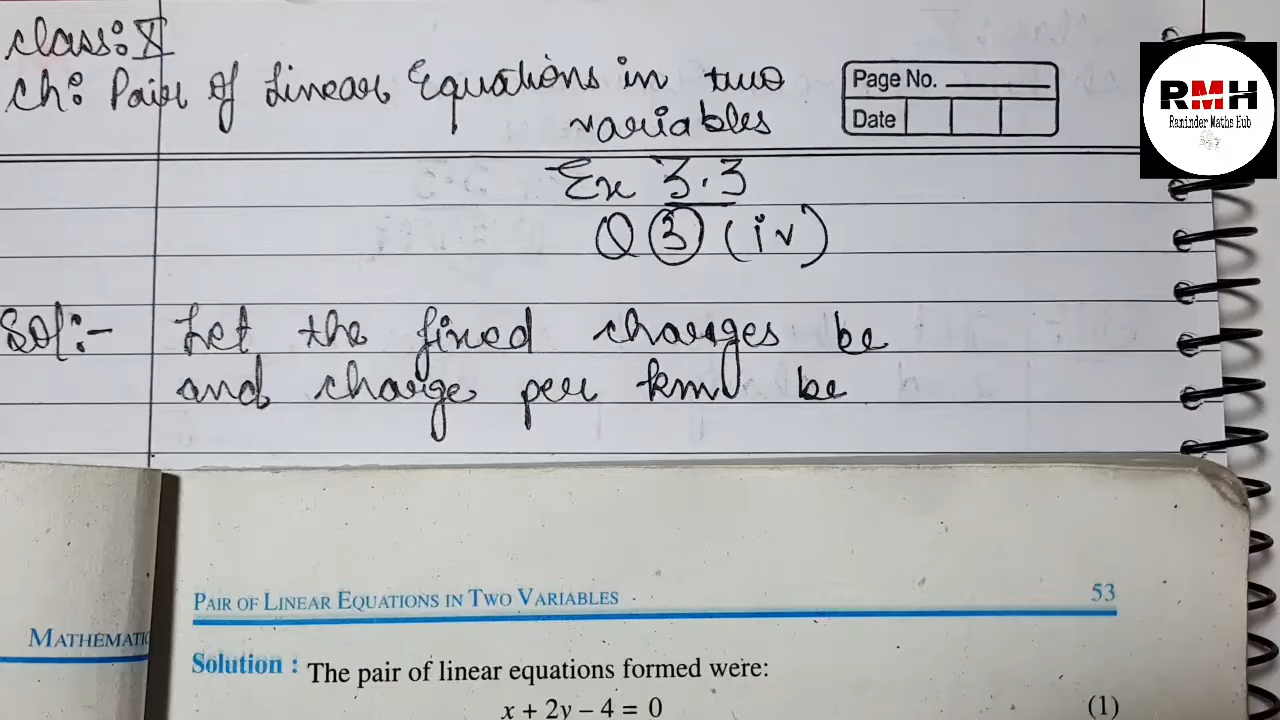 Class: X
Ch: Pair of Linear Equations in two
variables
Page No.
Date
RMH
Raminder Maths Hub
Ex 3.3
Q 3 (iv)
Sol:- Let the fixed charges be
and charge per km be
PAIR OF LINEAR EQUATIONS IN TWO VARIABLES 53
MATHEMATIC
Solution : The pair of linear equations formed were:
x + 2y – 4 = 0 (1)